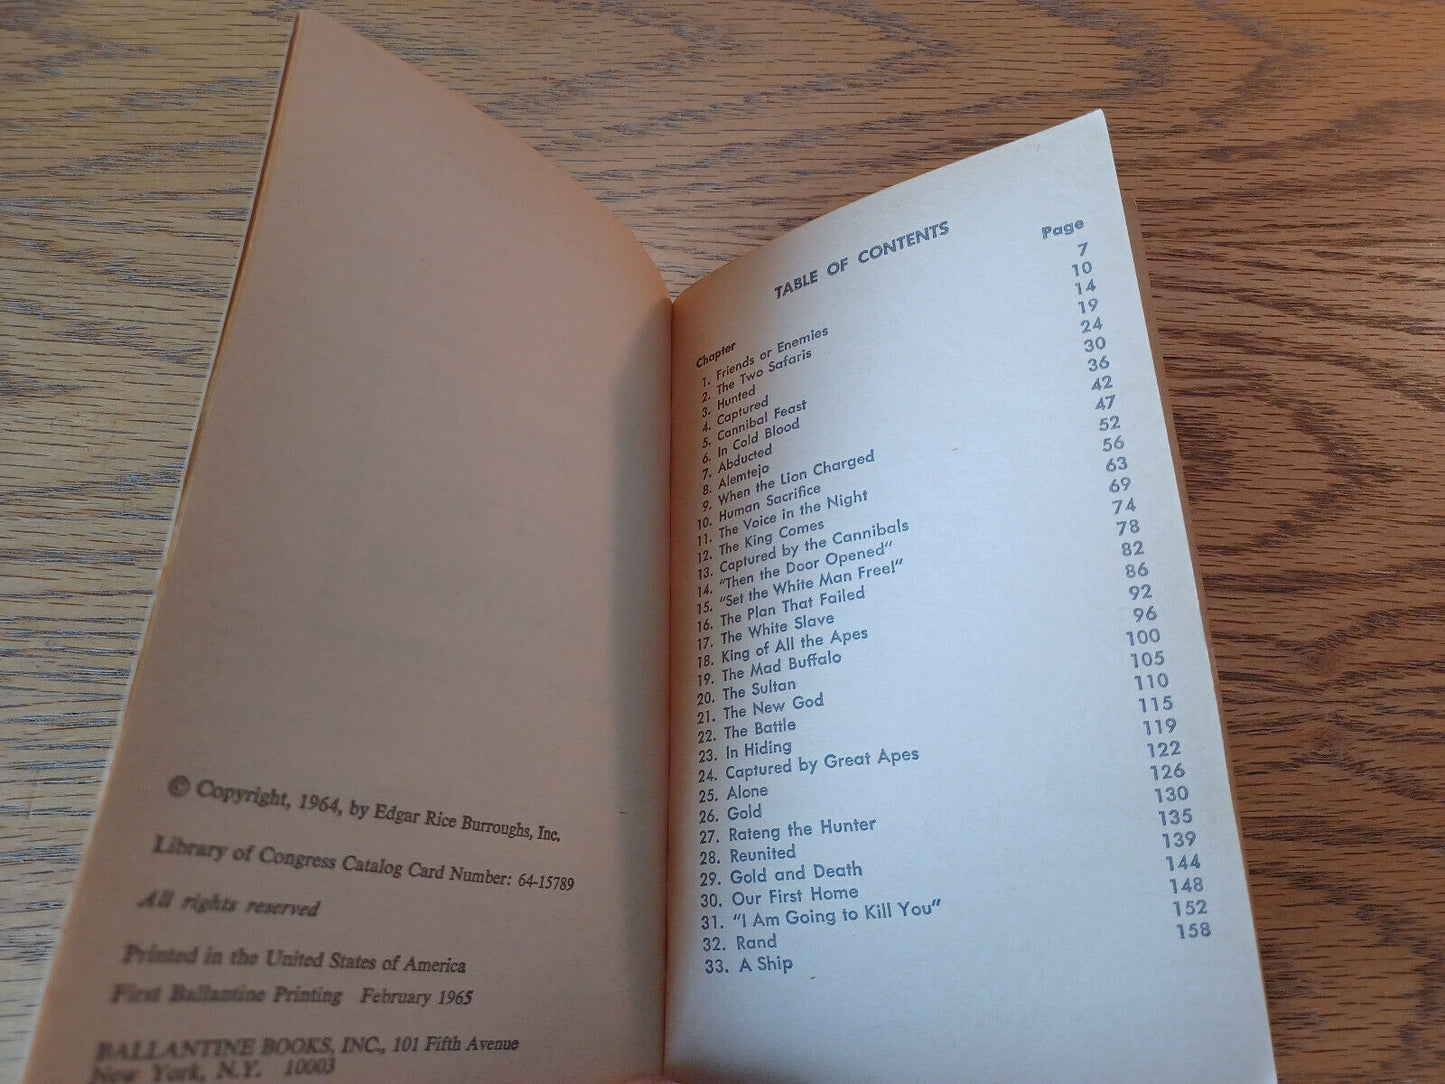 © Copyright, 1964, by Edgar Rice Burroughs, Inc.
Library of Congress Catalog Card Number: 64-15789
All rights reserved
Printed in the United States of America
First Ballantine Printing February 1965
BALLANTINE BOOKS, INC., 101 Fifth Avenue
New York, N.Y. 10003
TABLE OF CONTENTS
Chapter Page
1. Friends or Enemies 7
2. The Two Safaris 10
3. Hunted 14
4. Captured 19
5. Cannibal Feast 24
6. In Cold Blood 30
7. Abducted 36
8. Alemtejo 42
9. When the Lion Charged 47
10. Human Sacrifice 52
11. The Voice in the Night 56
12. The King Comes 63
13. Captured by the Cannibals 69
14. "Then the Door Opened" 74
15. "Set the White Man Free!" 78
16. The Plan That Failed 82
17. The White Slave 86
18. King of All the Apes 92
19. The Mad Buffalo 96
20. The Sultan 100
21. The New God 105
22. The Battle 110
23. In Hiding 115
24. Captured by Great Apes 119
25. Alone 122
26. Gold 126
27. Rateng the Hunter 130
28. Reunited 135
29. Gold and Death 139
30. Our First Home 144
31. "I Am Going to Kill You" 148
32. Rand 152
33. A Ship 158